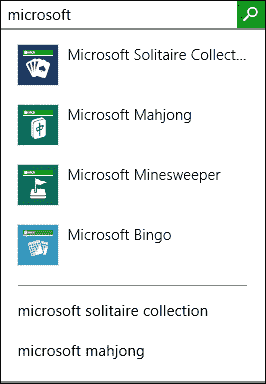 microsoft
Microsoft Solitaire Collect...
Microsoft Mahjong
Microsoft Minesweeper
Microsoft Bingo
microsoft solitaire collection
microsoft mahjong